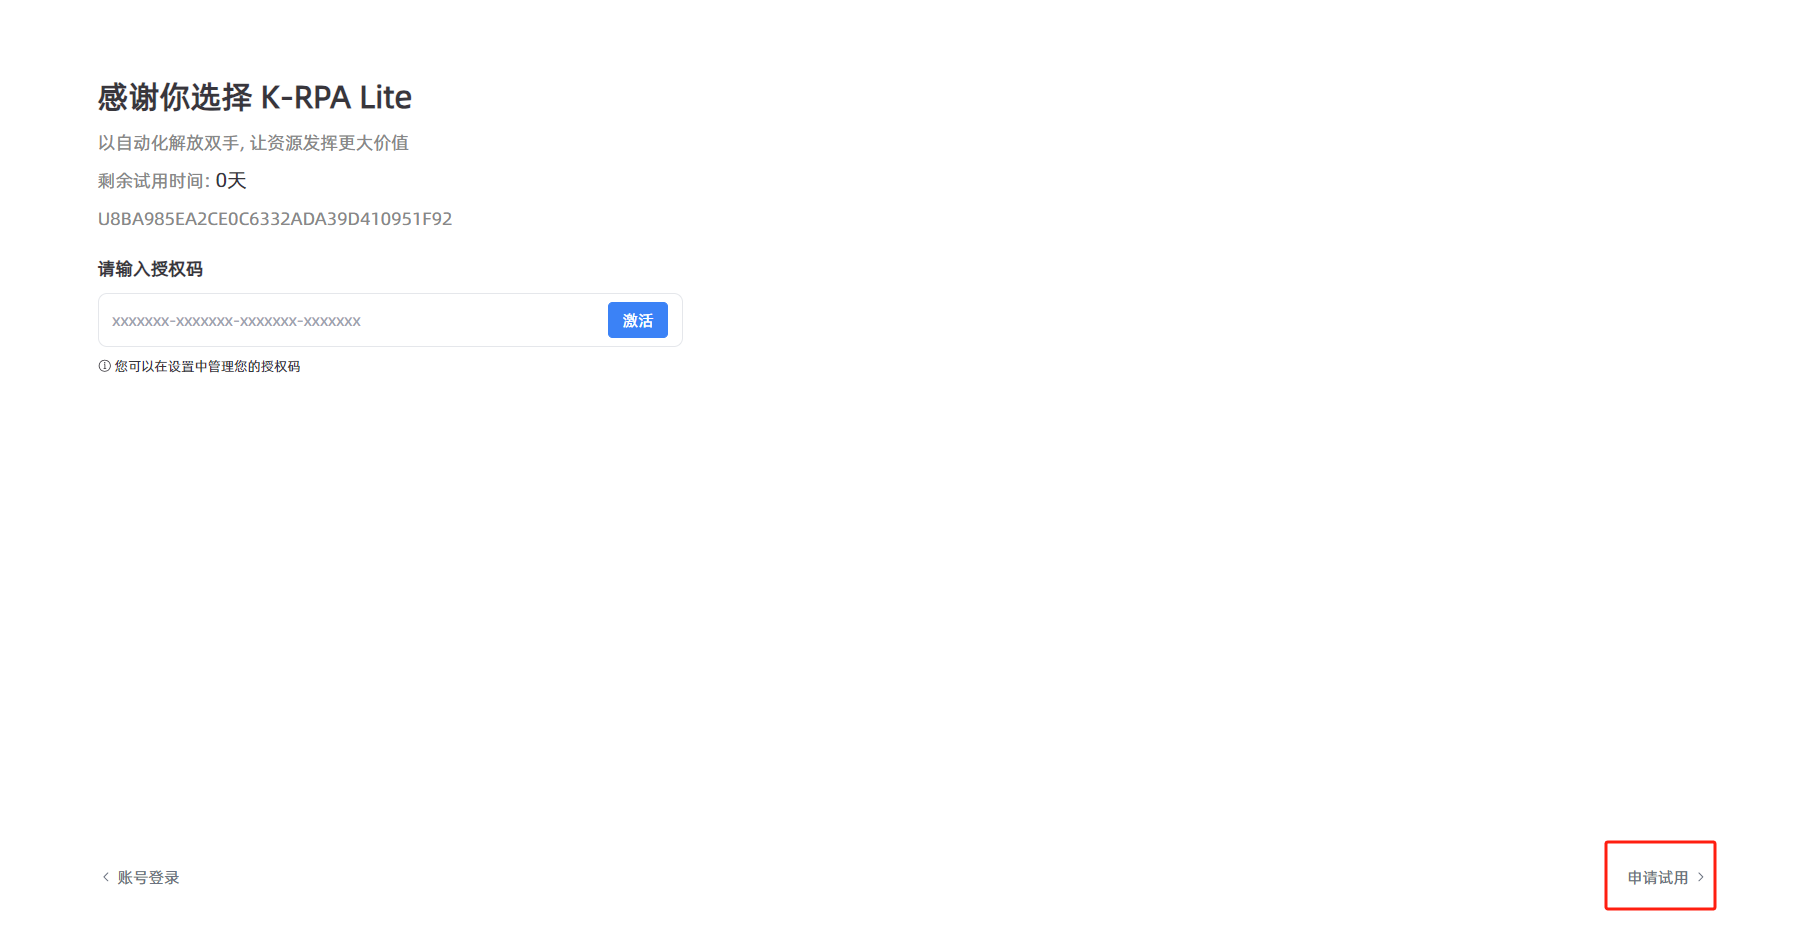 感谢你选择 K-RPA Lite
以自动化解放双手, 让资源发挥更大价值
剩余试用时间: 0天
U8BA985EA2CE0C6332ADA39D410951F92
请输入授权码
xxxxxxx-xxxxxxx-xxxxxxx-xxxxxxx 激活
您可以在设置中管理您的授权码
账号登录 申请试用